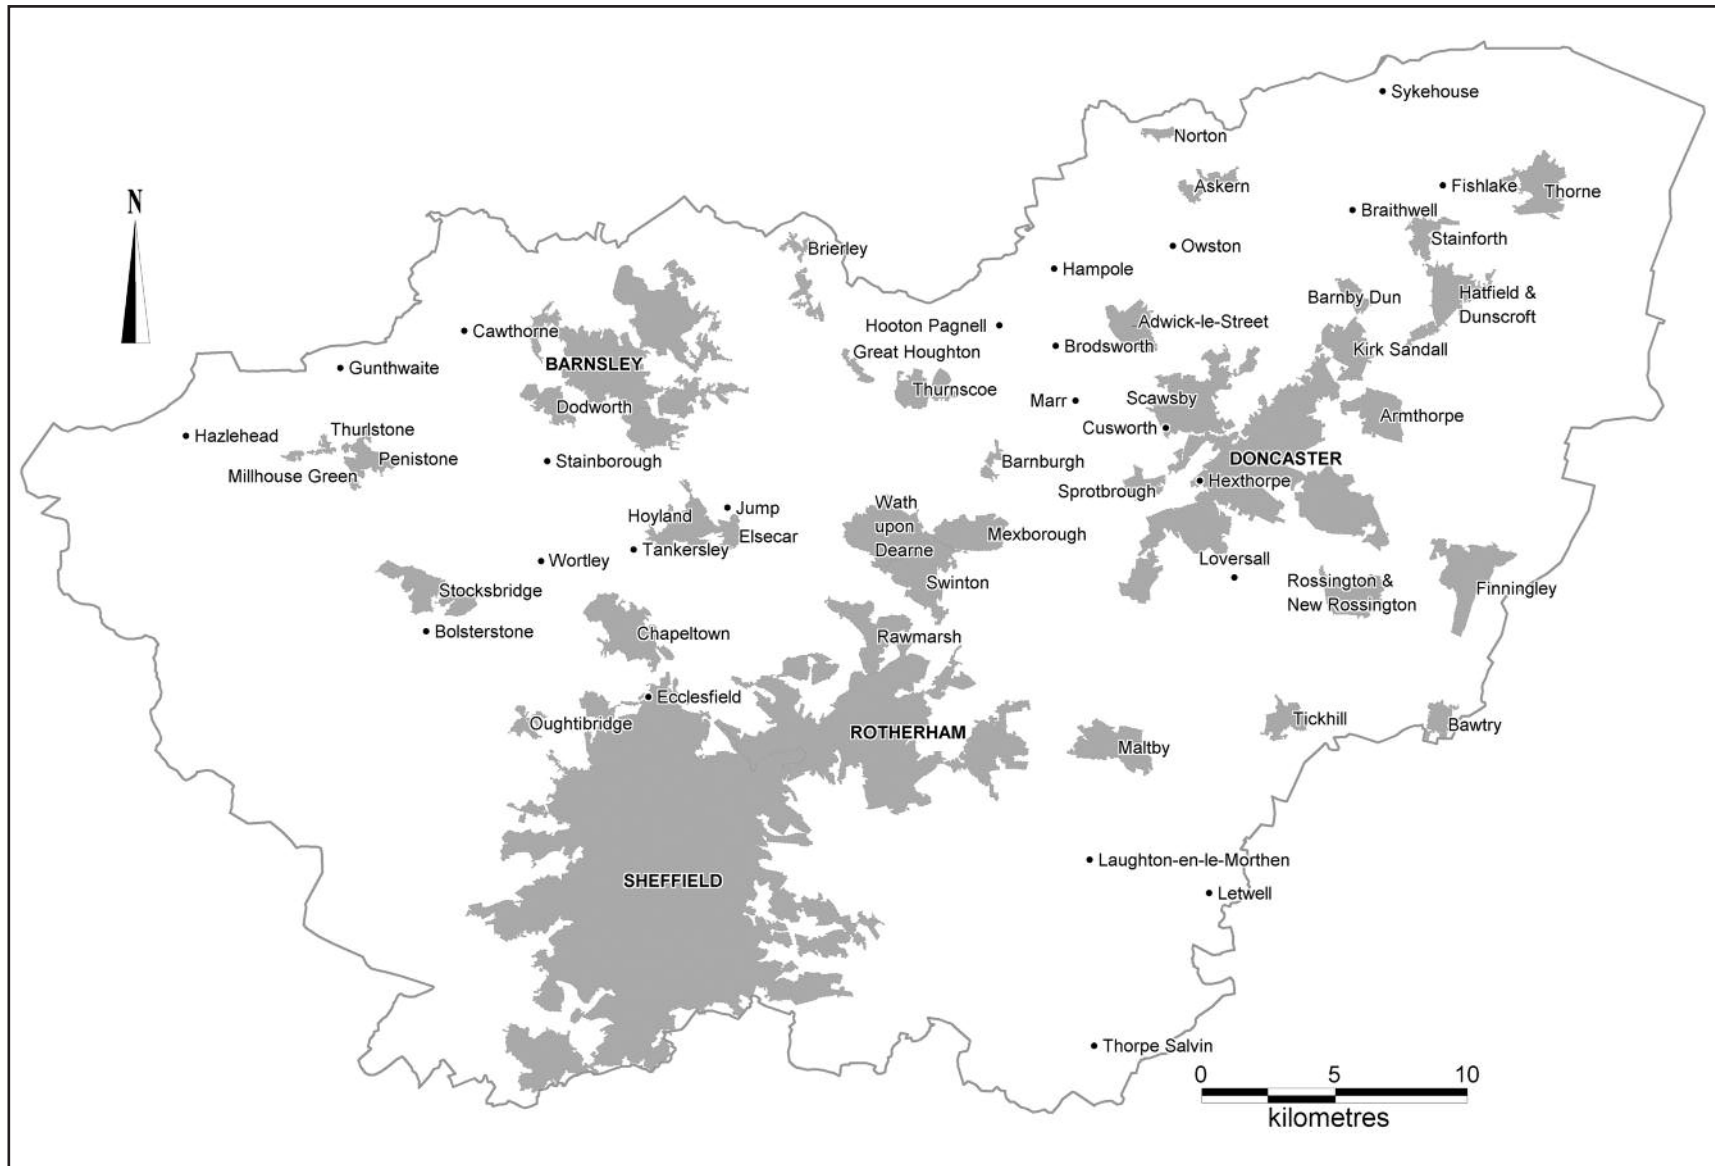 Sykehouse
Norton
N
Askern
Fishlake
Thorne
Braithwell
Stainforth
Owston
Brierley
Hampole
Barnby Dun
Hatfield &
Dunscroft
Cawthorne
Hooton Pagnell
Adwick-le-Street
Brodsworth
Kirk Sandall
Great Houghton
BARNSLEY
Gunthwaite
Thurnscoe
Dodworth
Marr
Scawsby
Armthorpe
Cusworth
Hazlehead
Thurlstone
Penistone
Millhouse Green
Stainborough
Barnburgh
DONCASTER
Sprotbrough
Hexthorpe
Hoyland
Jump
Elsecar
Wath
upon
Dearne
Mexborough
Tankersley
Wortley
Loversall
Swinton
Stocksbridge
Rossington &
New Rossington
Finningley
Bolsterstone
Chapeltown
Rawmarsh
Ecclesfield
Oughtibridge
ROTHERHAM
Maltby
Tickhill
Bawtry
Laughton-en-le-Morthen
SHEFFIELD
Letwell
Thorpe Salvin
0 5 10
kilometres